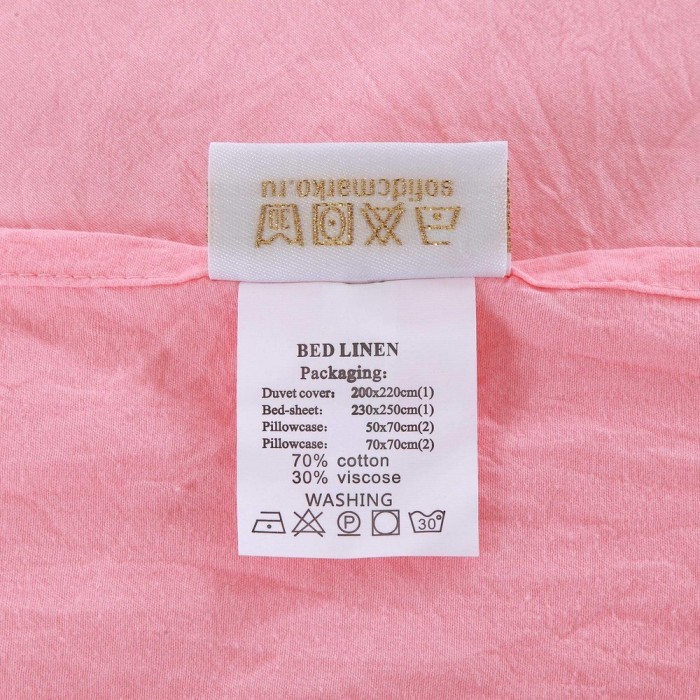 sofidemarko.ru
BED LINEN
Packaging:
Duvet cover: 200x220cm(1)
Bed-sheet: 230x250cm(1)
Pillowcase: 50x70cm(2)
Pillowcase: 70x70cm(2)
70% cotton
30% viscose
WASHING
P 30°